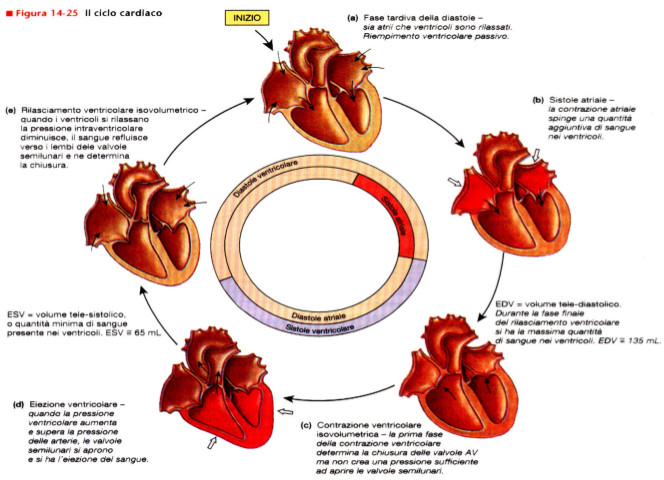 ■ Figura 14-25 Il ciclo cardiaco
INIZIO
(a) Fase tardiva della diastole –
sia atrii che ventricoli sono rilassati.
Riempimento ventricolare passivo.
(b) Sistole atriale –
la contrazione atriale
spinge una quantità
aggiuntiva di sangue
nei ventricoli.
EDV = volume tele-diastolico.
Durante la fase finale
del rilasciamento ventricolare
si ha la massima quantità
di sangue nei ventricoli. EDV ≅ 135 mL.
(c) Contrazione ventricolare
isovolumetrica – la prima fase
della contrazione ventricolare
determina la chiusura delle valvole AV
ma non crea una pressione sufficiente
ad aprire le valvole semilunari.
(d) Eiezione ventricolare –
quando la pressione
ventricolare aumenta
e supera la pressione
delle arterie, le valvole
semilunari si aprono
e si ha l'eiezione del sangue.
ESV = volume tele-sistolico,
o quantità minima di sangue
presente nei ventricoli. ESV ≅ 65 mL
(e) Rilasciamento ventricolare isovolumetrico –
quando i ventricoli si rilassano
la pressione intraventricolare
diminuisce, il sangue refluisce
verso i lembi delle valvole
semilunari e ne determina
la chiusura.
Diastole ventricolare
Sistole atriale
Diastole atriale
Sistole ventricolare